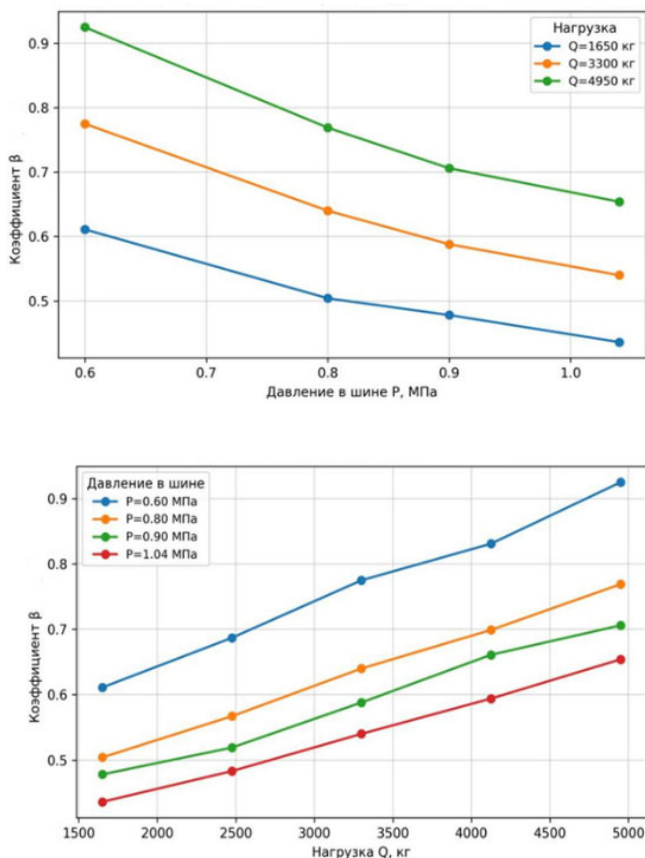 Нагрузка
Q=1650 кг
Q=3300 кг
Q=4950 кг
0.9
0.8
0.7
0.6
0.5
Коэффициент β
0.6 0.7 0.8 0.9 1.0
Давление в шине P, МПа
Давление в шине
P=0.60 МПа
P=0.80 МПа
P=0.90 МПа
P=1.04 МПа
0.9
0.8
0.7
0.6
0.5
Коэффициент β
1500 2000 2500 3000 3500 4000 4500 5000
Нагрузка Q, кг